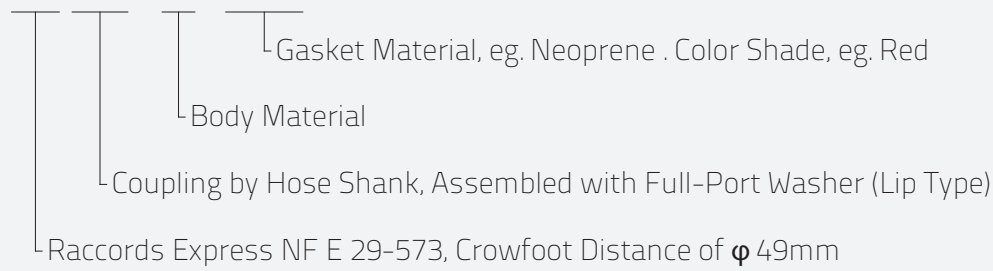 Gasket Material, eg. Neoprene . Color Shade, eg. Red
Body Material
Coupling by Hose Shank, Assembled with Full-Port Washer (Lip Type)
Raccords Express NF E 29-573, Crowfoot Distance of φ 49mm